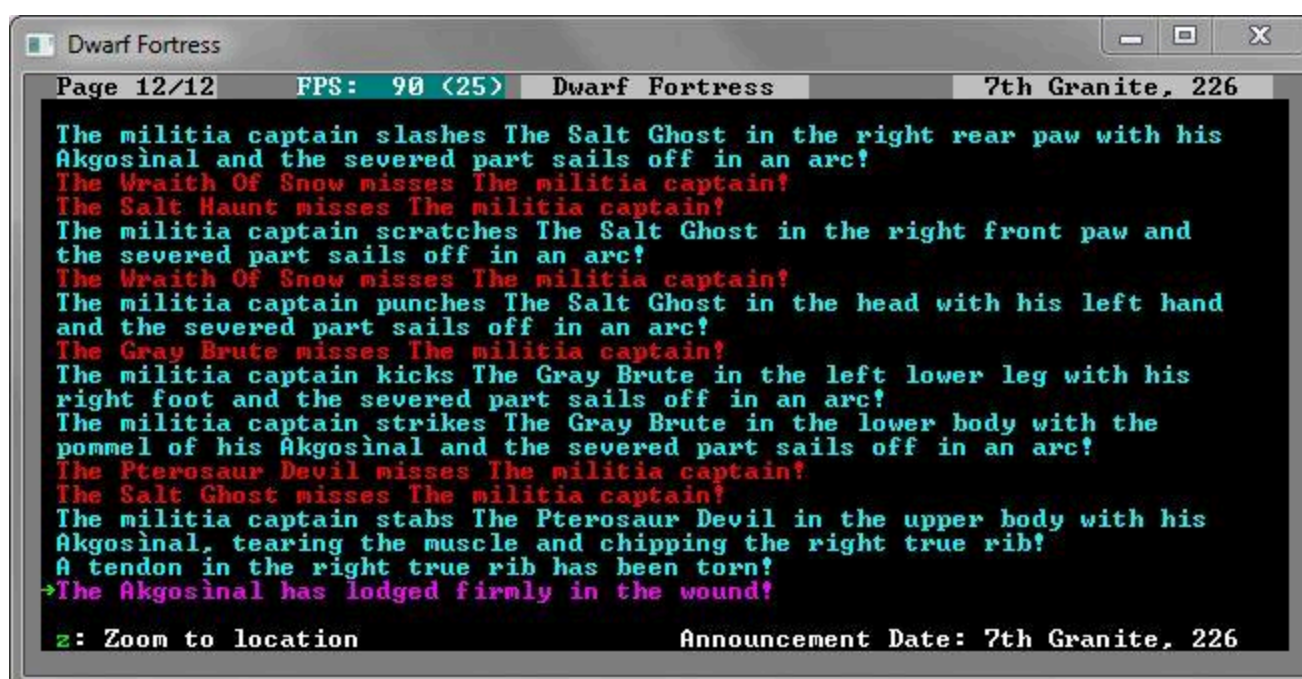 Dwarf Fortress
Page 12/12 FPS: 90 (25) Dwarf Fortress 7th Granite, 226
The militia captain slashes The Salt Ghost in the right rear paw with his
Akgosìnal and the severed part sails off in an arc!
The Wraith Of Snow misses The militia captain!
The Salt Haunt misses The militia captain!
The militia captain scratches The Salt Ghost in the right front paw and
the severed part sails off in an arc!
The Wraith Of Snow misses The militia captain!
The militia captain punches The Salt Ghost in the head with his left hand
and the severed part sails off in an arc!
The Gray Brute misses The militia captain!
The militia captain kicks The Gray Brute in the left lower leg with his
right foot and the severed part sails off in an arc!
The militia captain strikes The Gray Brute in the lower body with the
pommel of his Akgosìnal and the severed part sails off in an arc!
The Pterosaur Devil misses The militia captain!
The Salt Ghost misses The militia captain!
The militia captain stabs The Pterosaur Devil in the upper body with his
Akgosìnal, tearing the muscle and chipping the right true rib!
A tendon in the right true rib has been torn!
→The Akgosìnal has lodged firmly in the wound!
z: Zoom to location Announcement Date: 7th Granite, 226